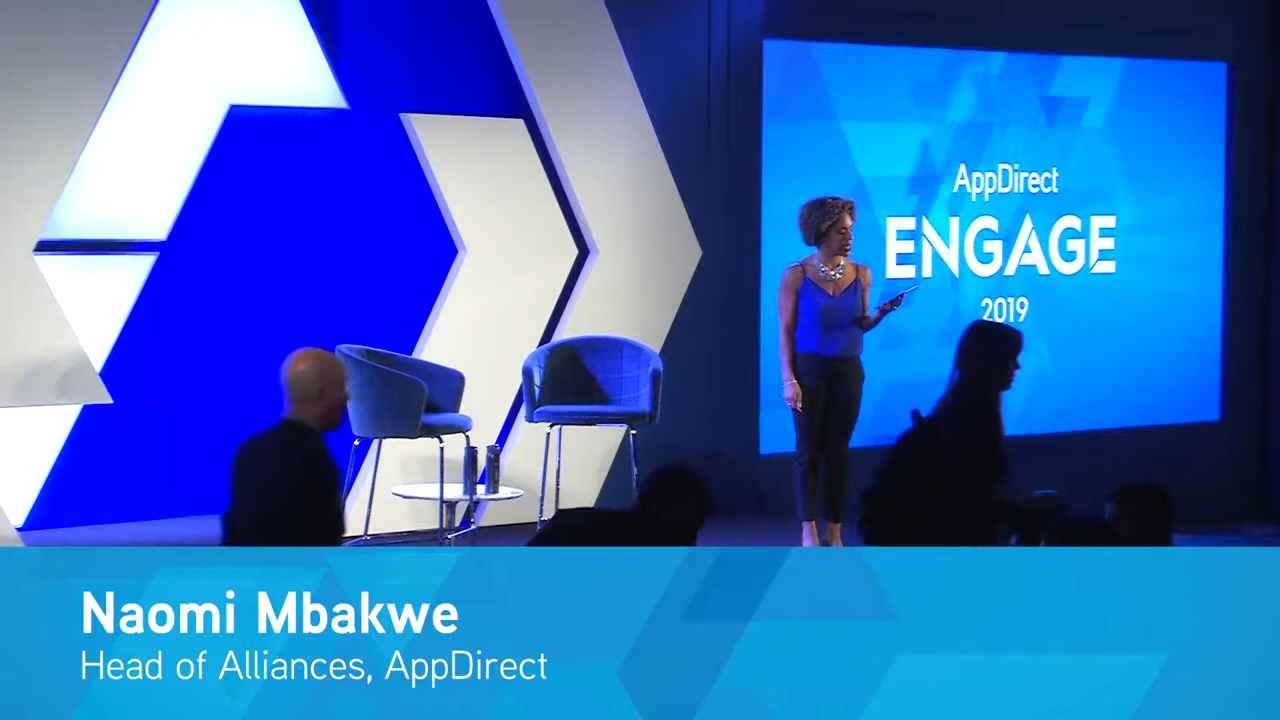 AppDirect
ENGAGE
2019
Naomi Mbakwe
Head of Alliances, AppDirect